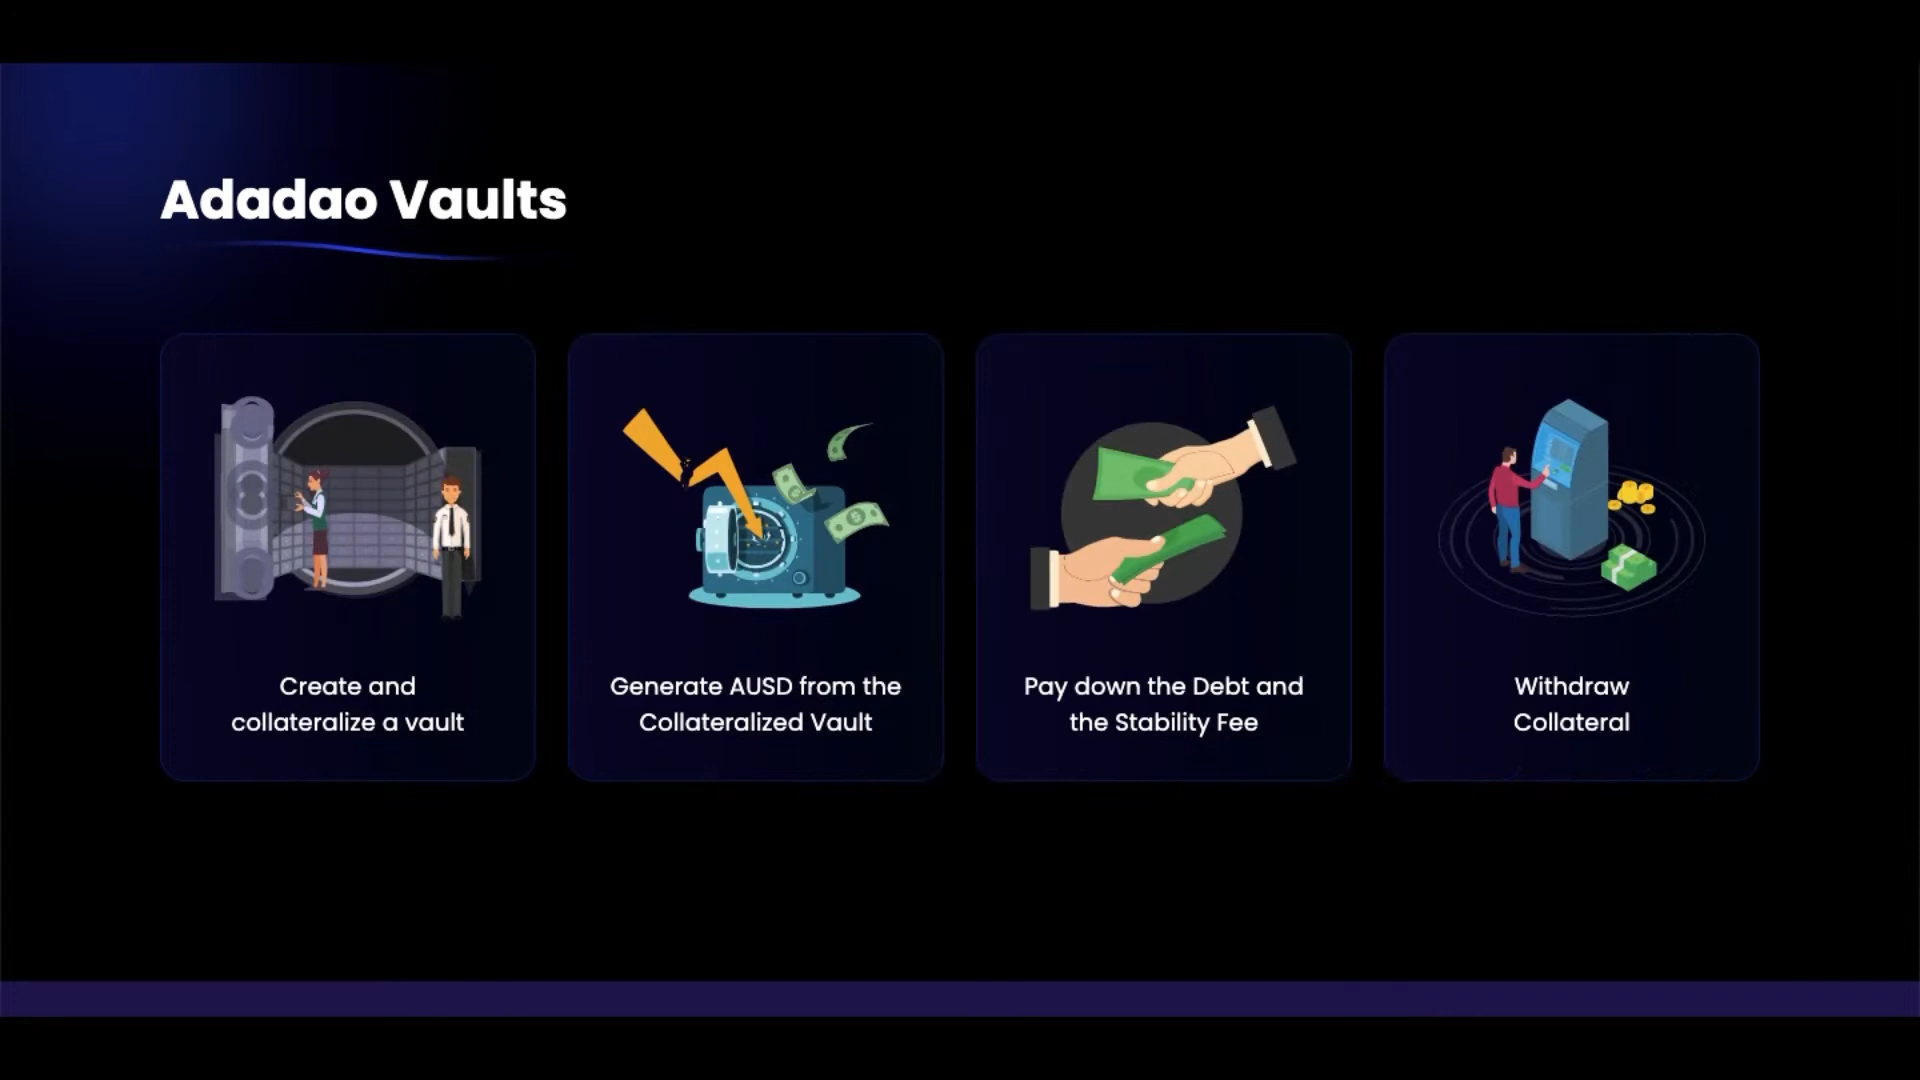 Adadao Vaults
Create and
collateralize a vault
Generate AUSD from the
Collateralized Vault
Pay down the Debt and
the Stability Fee
Withdraw
Collateral